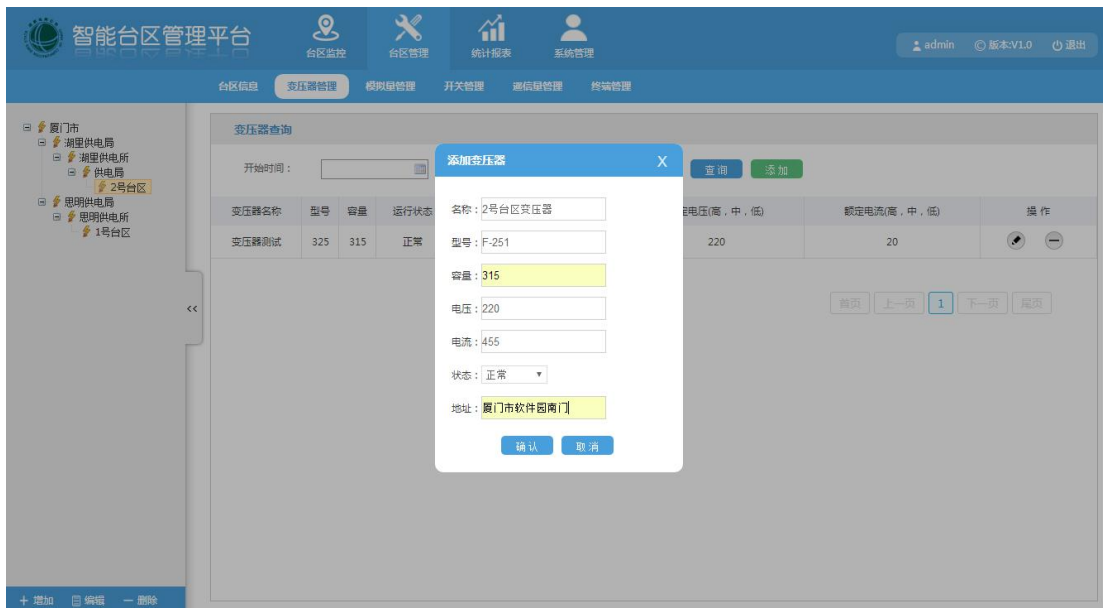 智能台区管理平台
台区监控
台区管理
统计报表
系统管理
admin
版本:V1.0
退出
台区信息
变压器管理
模拟量管理
开关管理
遥信量管理
终端管理
厦门市
湖里供电局
湖里供电所
供电局
2号台区
思明供电局
思明供电所
1号台区
<<
变压器查询
开始时间：
查询
添加
变压器名称 型号 容量 运行状态 定电压(高，中，低) 额定电流(高，中，低) 操作
变压器测试 325 315 正常 220 20
首页 上一页 1 下一页 尾页
添加变压器 X
名称：2号台区变压器
型号：F-251
容量：315
电压：220
电流：455
状态：正常
地址：厦门市软件园南门
确认 取消
增加 编辑 删除